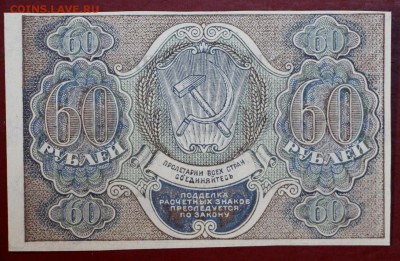 COINS.LAVE.RU
60 60
60 60
РУБЛЕЙ РУБЛЕЙ
ПРОЛЕТАРИИ ВСЕХ СТРАН
ОБЪЕДИНЯЙТЕСЬ
ПОДДЕЛКА
РАСЧЕТНЫХ ЗНАКОВ
ПРЕСЛЕДУЕТСЯ
ПО ЗАКОНУ
60 60